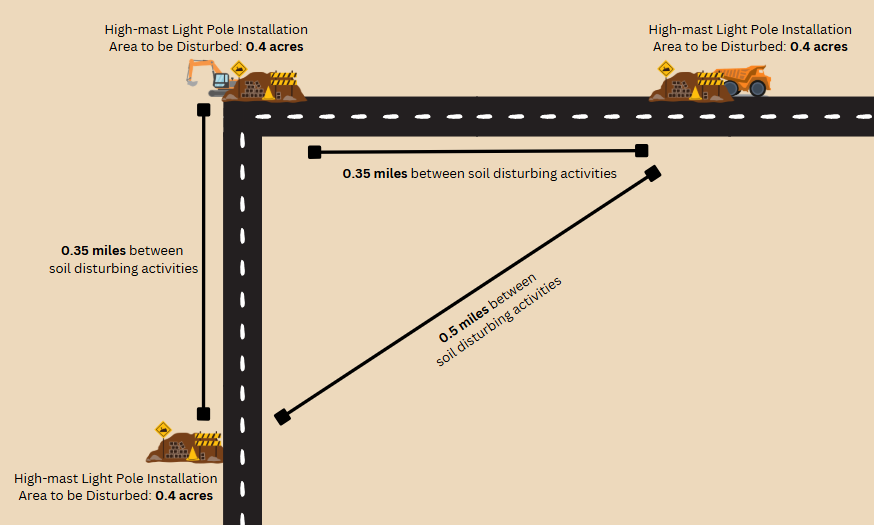 High-mast Light Pole Installation
Area to be Disturbed: 0.4 acres
High-mast Light Pole Installation
Area to be Disturbed: 0.4 acres
0.35 miles between soil disturbing activities
0.35 miles between
soil disturbing activities
0.5 miles between
soil disturbing activities
High-mast Light Pole Installation
Area to be Disturbed: 0.4 acres